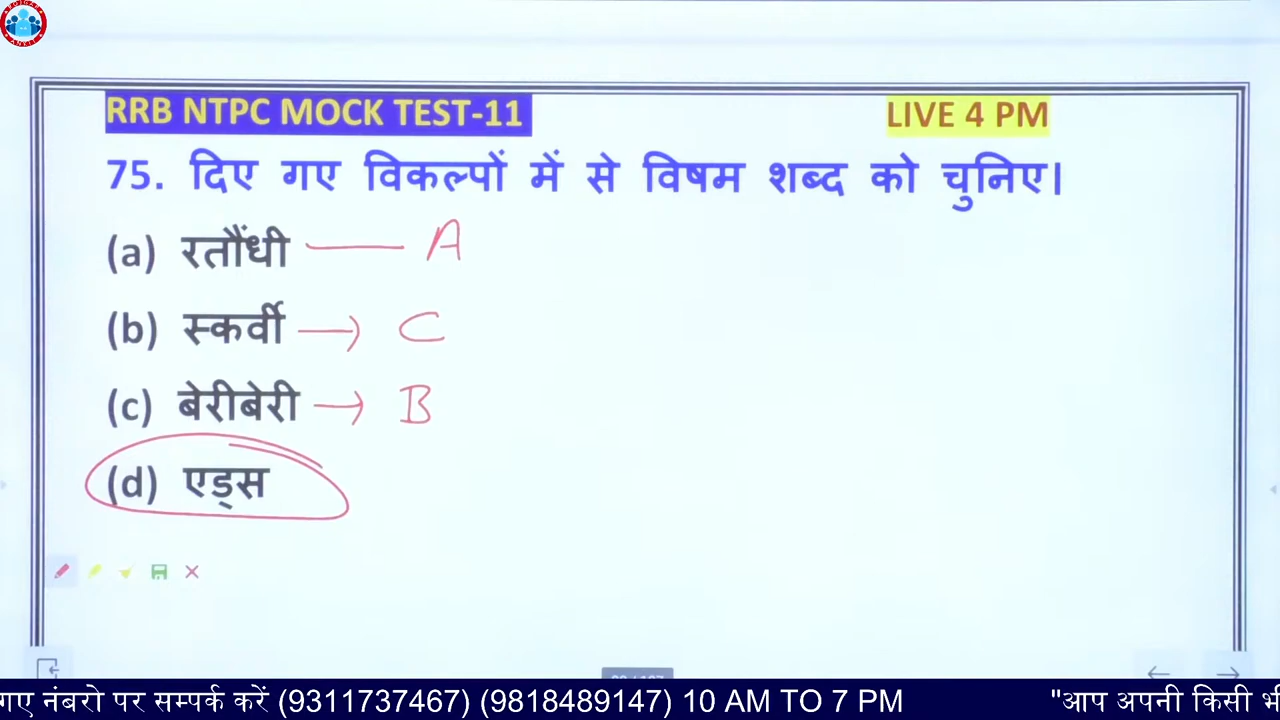 RRB NTPC MOCK TEST-11 LIVE 4 PM
75. दिए गए विकल्पों में से विषम शब्द को चुनिए।
(a) रतौंधी — A
(b) स्कर्वी → C
(c) बेरीबेरी → B
(d) एड्स
गए नंबरो पर सम्पर्क करें (9311737467) (9818489147) 10 AM TO 7 PM "आप अपनी किसी भी